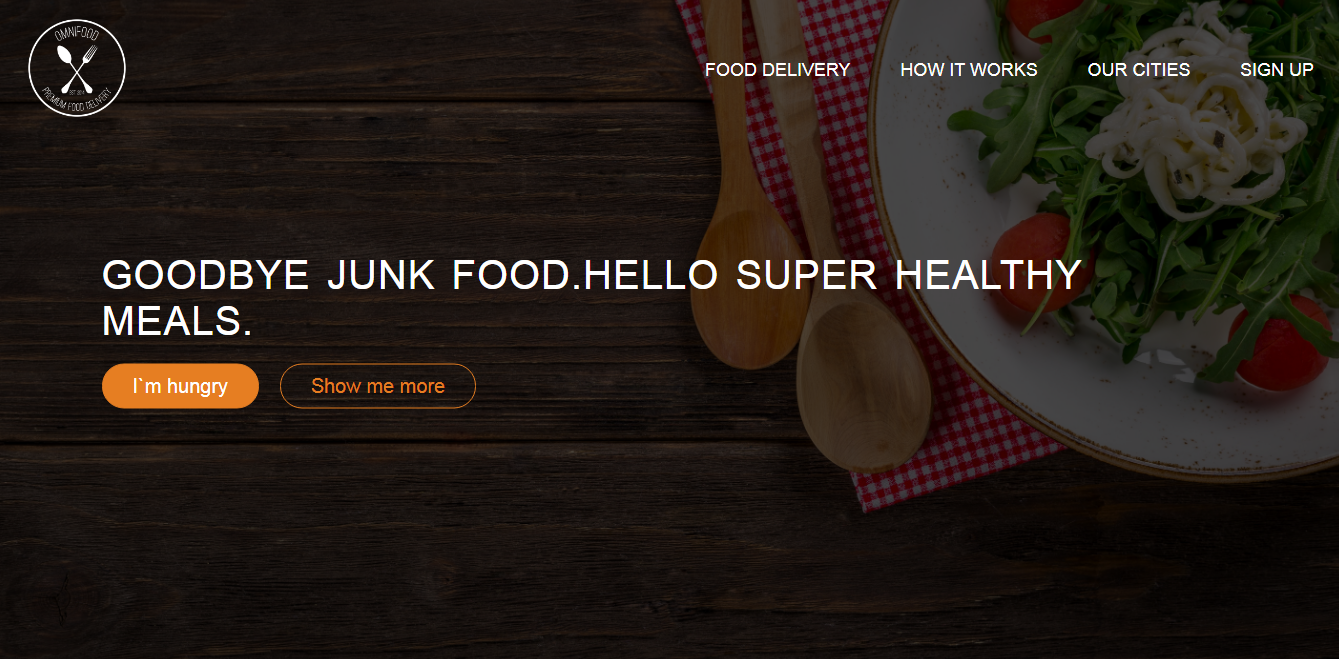 OMNIFOOD
EST 2014
PREMIUM FOOD DELIVERY
FOOD DELIVERY
HOW IT WORKS
OUR CITIES
SIGN UP
GOODBYE JUNK FOOD.HELLO SUPER HEALTHY
MEALS.
I`m hungry
Show me more